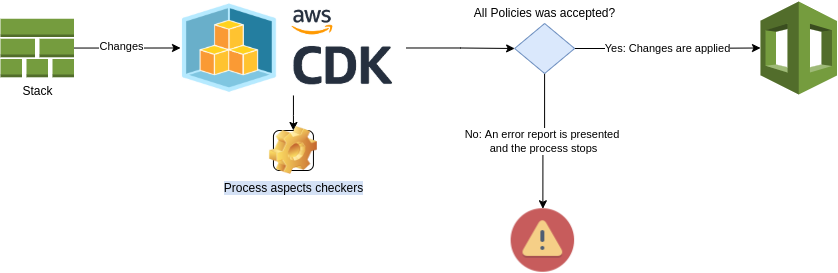 All Policies was accepted?
aws
CDK
Changes
Yes: Changes are applied
Stack
No: An error report is presented
and the process stops
Process aspects checkers